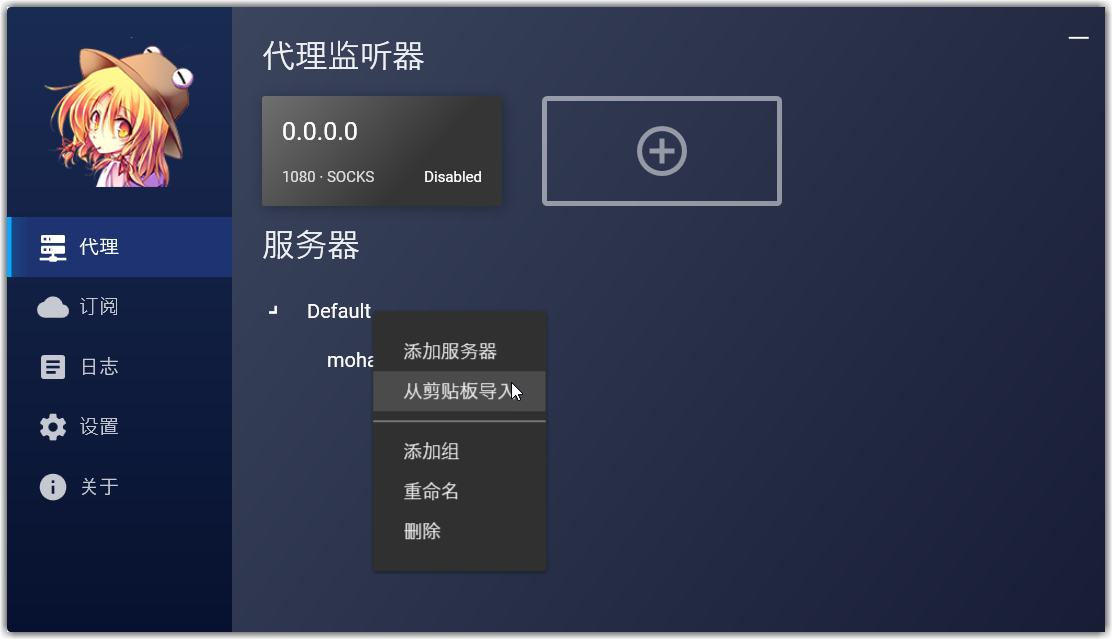 代理监听器
0.0.0.0
1080 · SOCKS Disabled
代理
服务器
订阅
Default
添加服务器
日志
moha
从剪贴板导入
设置
添加组
关于
重命名
删除